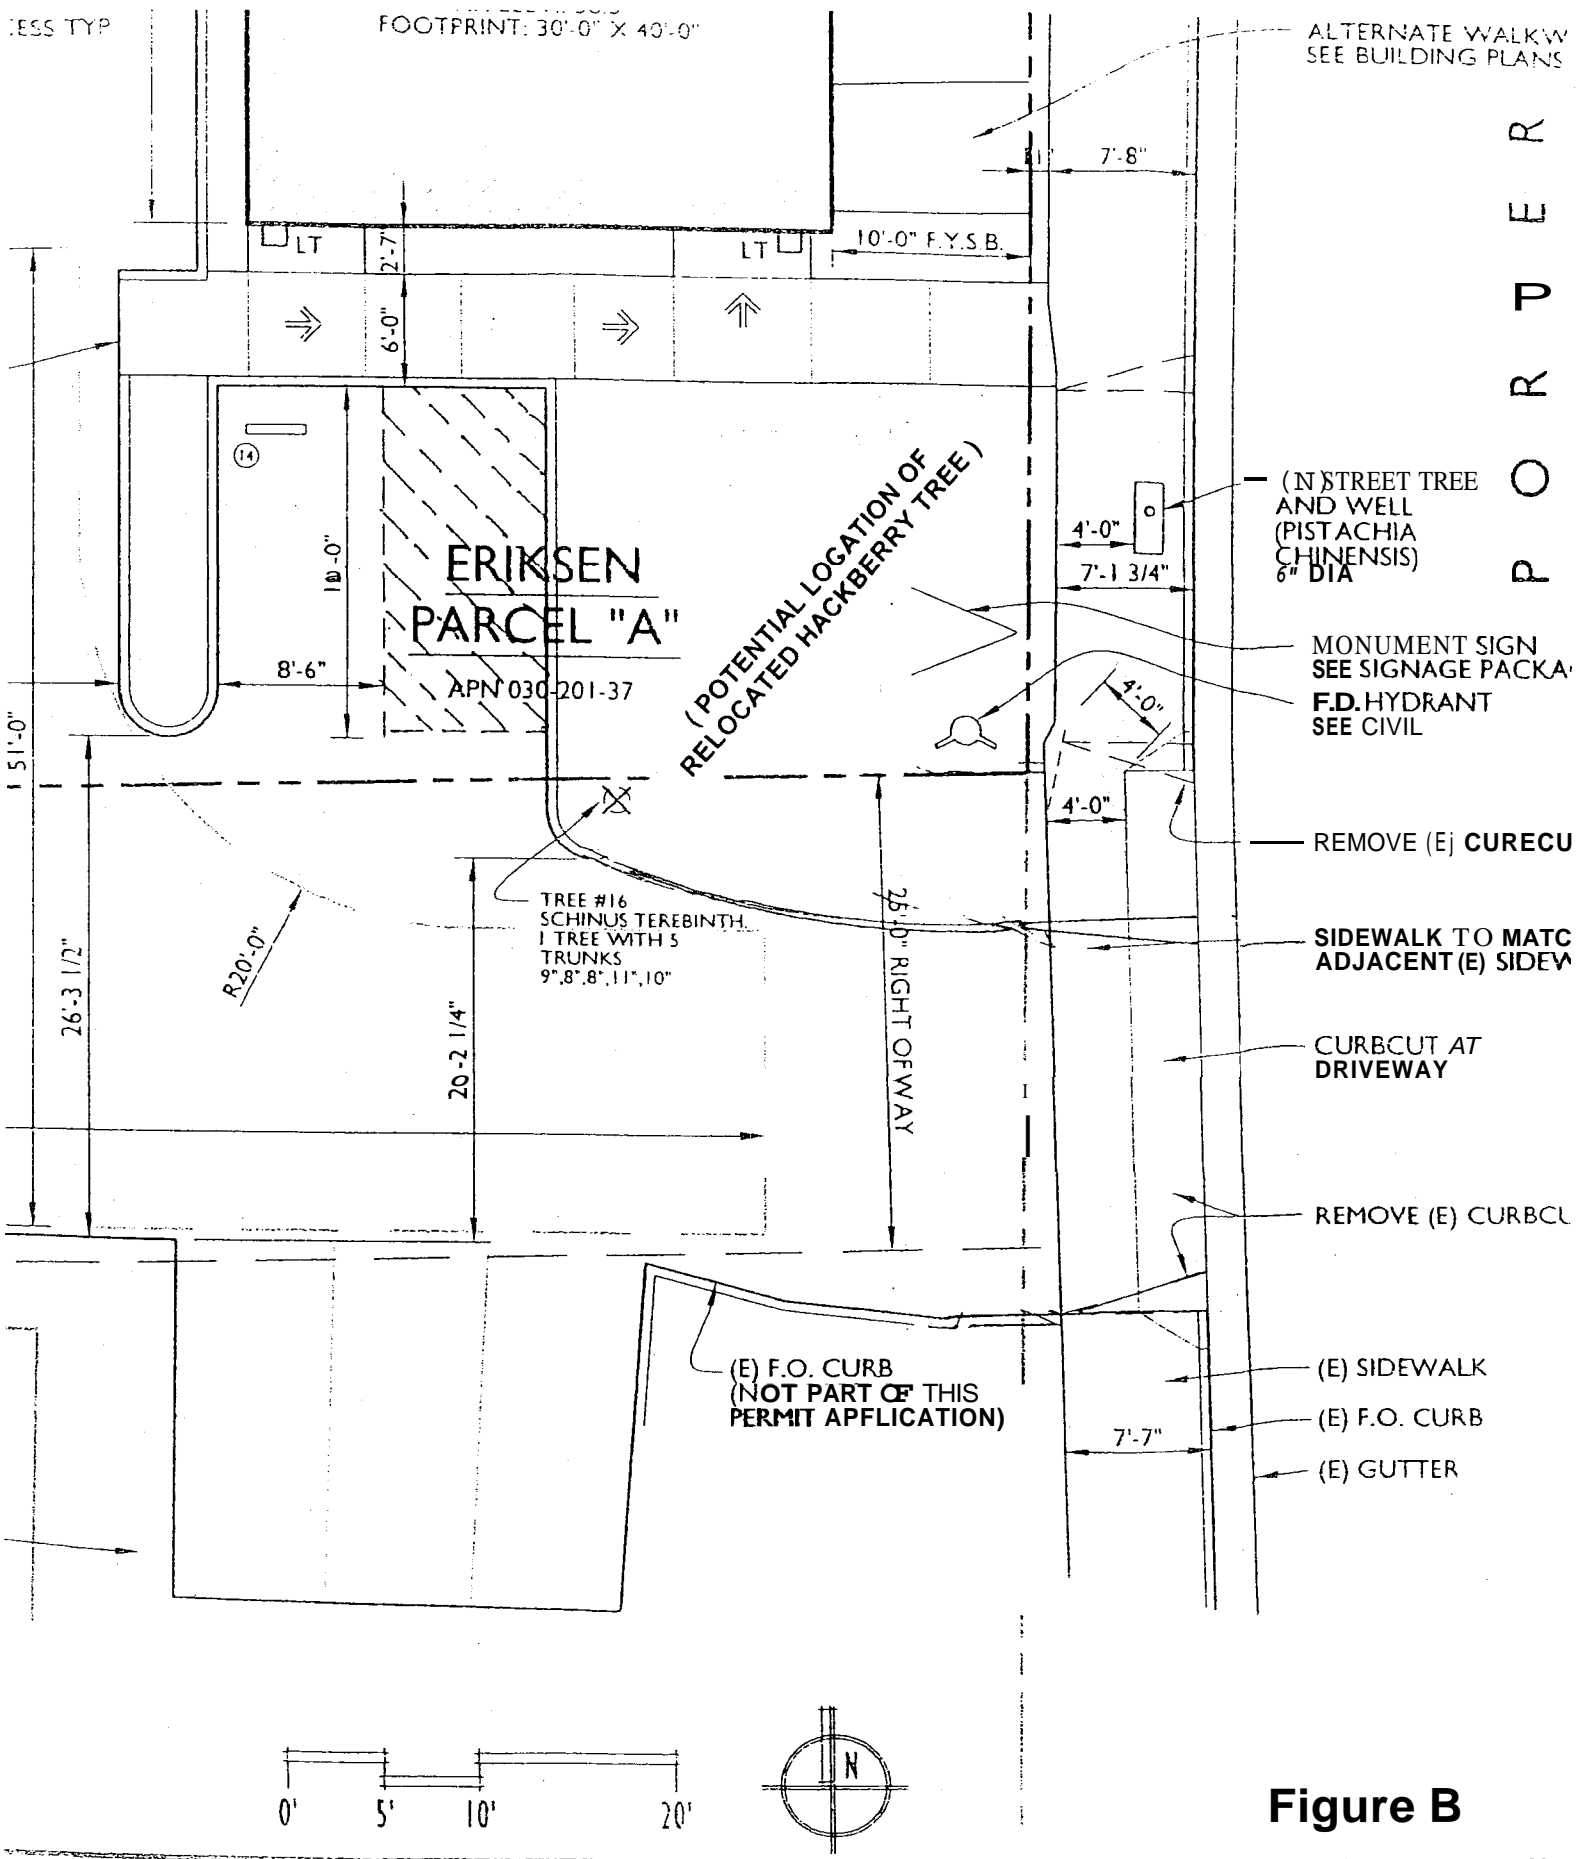 ESS TYP
FOOTPRINT: 30'-0" X 40'-0"
ALTERNATE WALKW
SEE BUILDING PLANS
PORTER
7'-8"
LT
2'-7"
LT
10'-0" F.Y.S.B.
6'-0"
14
ERIKSEN
PARCEL "A"
APN 030-201-37
8'-6"
(POTENTIAL LOCATION OF
RELOCATED HACKBERRY TREE)
(N) STREET TREE
AND WELL
(PISTACHIA
CHINENSIS)
6" DIA
4'-0"
7'-1 3/4"
MONUMENT SIGN
SEE SIGNAGE PACKA
F.D. HYDRANT
SEE CIVIL
4'-0"
4'-0"
51'-0"
REMOVE (Ej CURECU
TREE #16
SCHINUS TEREBINTH.
1 TREE WITH 5
TRUNKS
9",8",8",11",10"
R20'-0"
26'-3 1/2"
20-2 1/4"
25'-0" RIGHT OF WAY
SIDEWALK TO MATC
ADJACENT (E) SIDEW
CURBCUT AT
DRIVEWAY
REMOVE (E) CURBCU
(E) F.O. CURB
(NOT PART OF THIS
PERMIT APFLICATION)
(E) SIDEWALK
7'-7"
(E) F.O. CURB
(E) GUTTER
N
0' 5' 10' 20'
Figure B